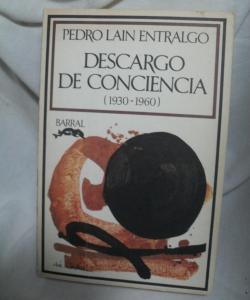 PEDRO LAIN ENTRALGO
DESCARGO
DE CONCIENCIA
(1930-1960)
BARRAL